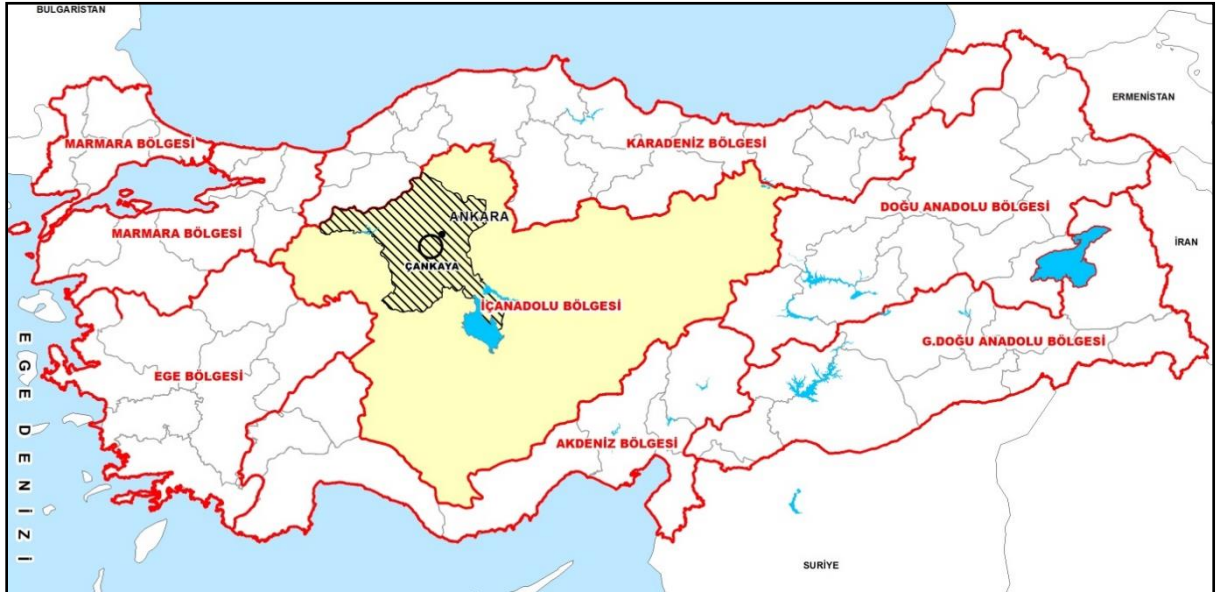 BULGARİSTAN
ERMENİSTAN
MARMARA BÖLGESİ
KARADENİZ BÖLGESİ
DOĞU ANADOLU BÖLGESİ
ANKARA
MARMARA BÖLGESİ
İRAN
ÇANKAYA
İÇANADOLU BÖLGESİ
G.DOĞU ANADOLU BÖLGESİ
EGE BÖLGESİ
AKDENİZ BÖLGESİ
EGE DENİZİ
SURİYE